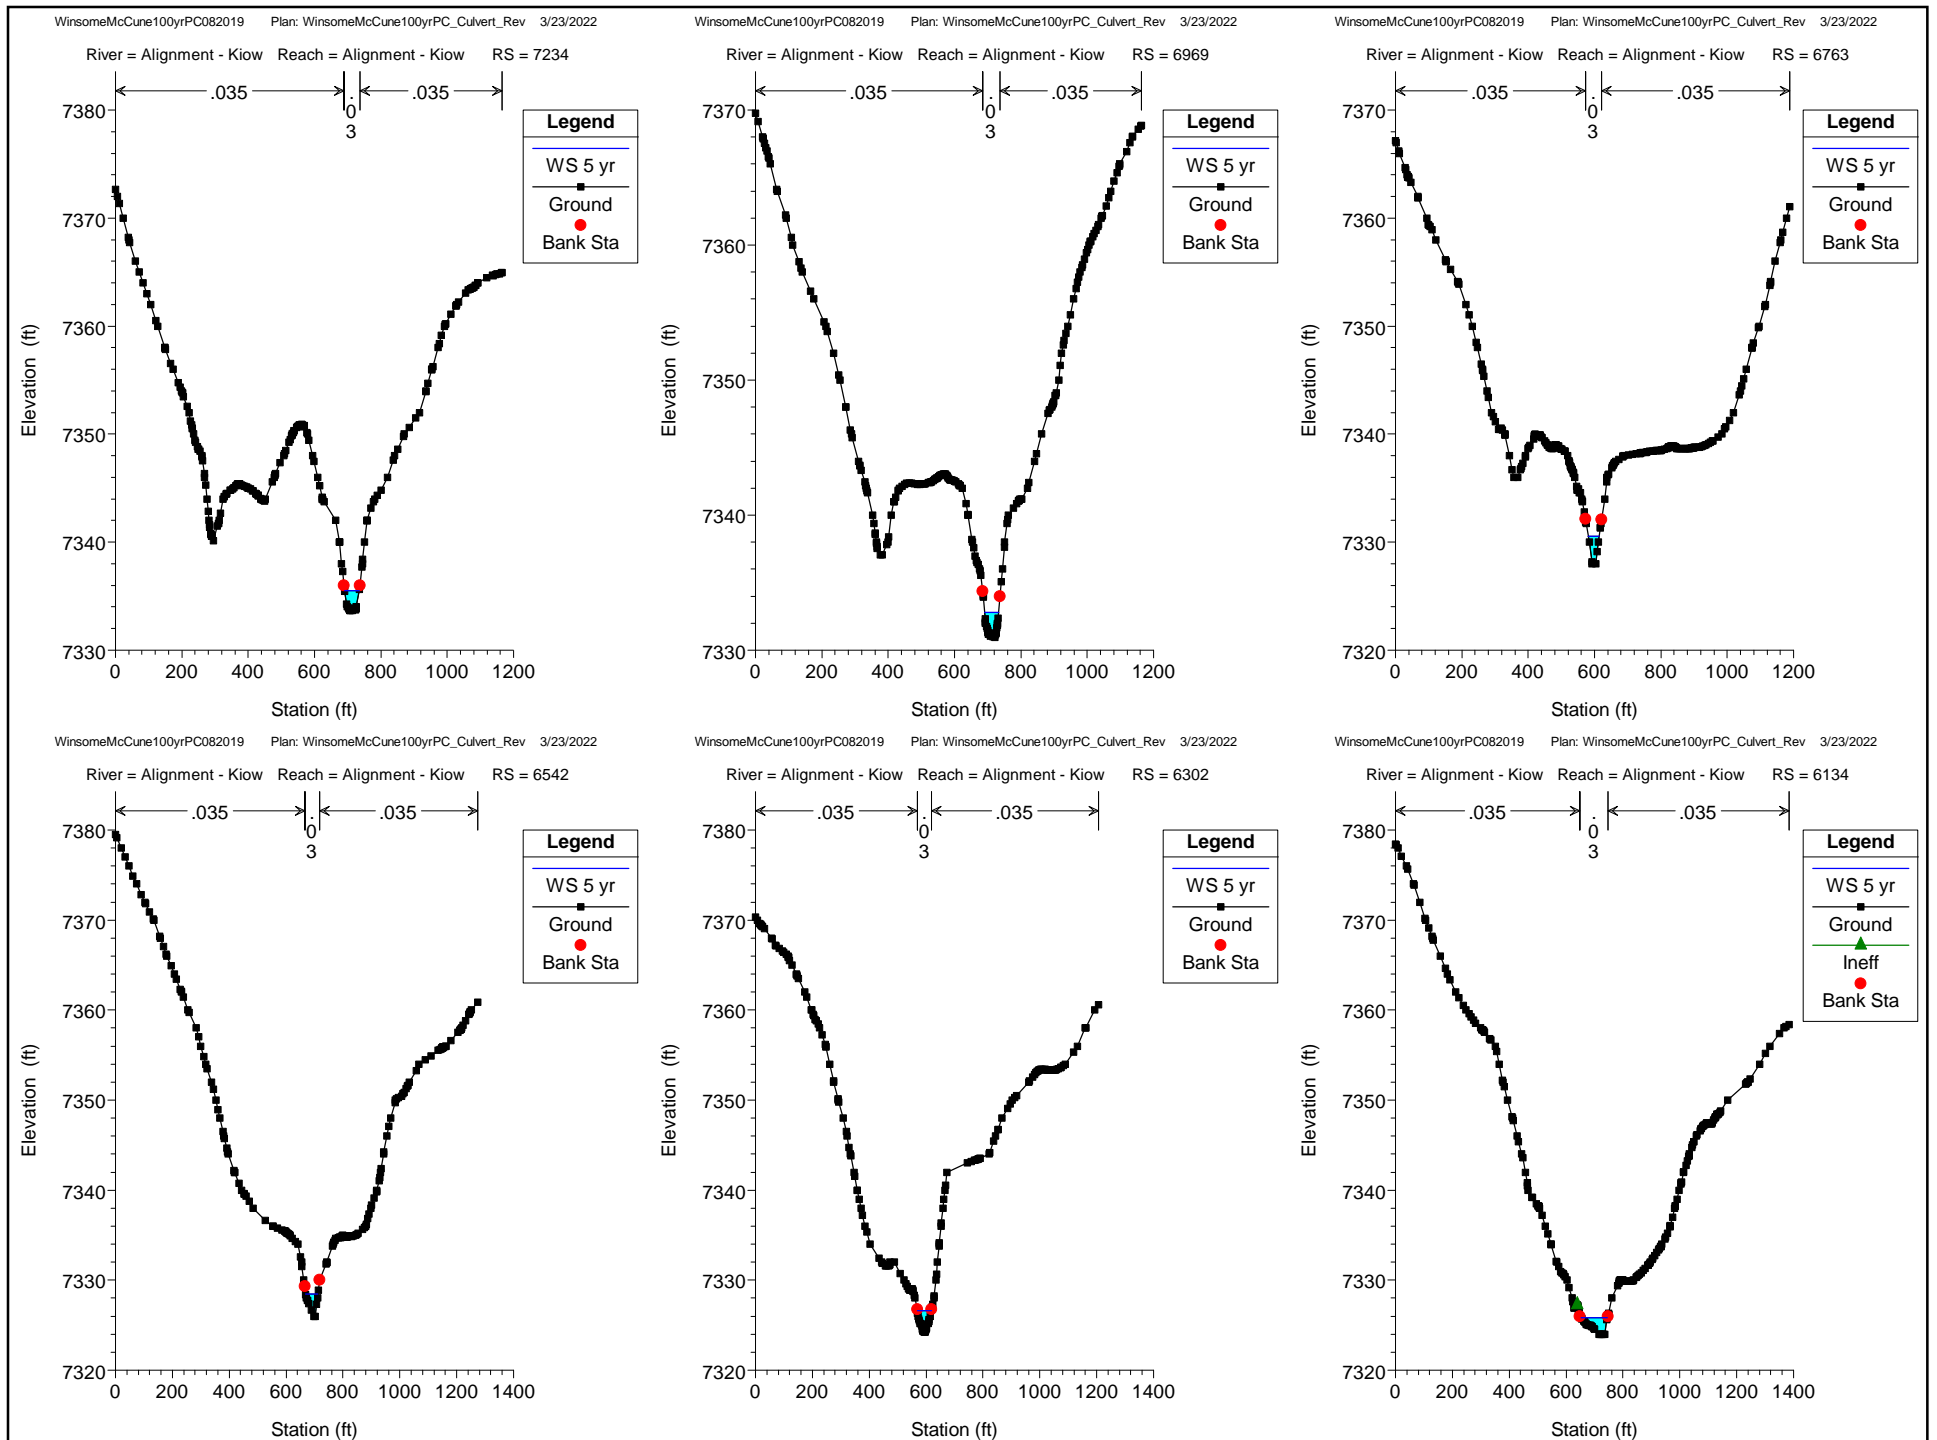 WinsomeMcCune100yrPC082019 Plan: WinsomeMcCune100yrPC_Culvert_Rev 3/23/2022
River = Alignment - Kiow Reach = Alignment - Kiow RS = 7234
.035
.03
.035
Legend
WS 5 yr
Ground
Bank Sta
7380
7370
7360
7350
7340
7330
Elevation (ft)
0 200 400 600 800 1000 1200
Station (ft)
WinsomeMcCune100yrPC082019 Plan: WinsomeMcCune100yrPC_Culvert_Rev 3/23/2022
River = Alignment - Kiow Reach = Alignment - Kiow RS = 6969
.035
.03
.035
Legend
WS 5 yr
Ground
Bank Sta
7370
7360
7350
7340
7330
Elevation (ft)
0 200 400 600 800 1000 1200
Station (ft)
WinsomeMcCune100yrPC082019 Plan: WinsomeMcCune100yrPC_Culvert_Rev 3/23/2022
River = Alignment - Kiow Reach = Alignment - Kiow RS = 6763
.035
.03
.035
Legend
WS 5 yr
Ground
Bank Sta
7370
7360
7350
7340
7330
7320
Elevation (ft)
0 200 400 600 800 1000 1200
Station (ft)
WinsomeMcCune100yrPC082019 Plan: WinsomeMcCune100yrPC_Culvert_Rev 3/23/2022
River = Alignment - Kiow Reach = Alignment - Kiow RS = 6542
.035
.03
.035
Legend
WS 5 yr
Ground
Bank Sta
7380
7370
7360
7350
7340
7330
7320
Elevation (ft)
0 200 400 600 800 1000 1200 1400
Station (ft)
WinsomeMcCune100yrPC082019 Plan: WinsomeMcCune100yrPC_Culvert_Rev 3/23/2022
River = Alignment - Kiow Reach = Alignment - Kiow RS = 6302
.035
.03
.035
Legend
WS 5 yr
Ground
Bank Sta
7380
7370
7360
7350
7340
7330
7320
Elevation (ft)
0 200 400 600 800 1000 1200 1400
Station (ft)
WinsomeMcCune100yrPC082019 Plan: WinsomeMcCune100yrPC_Culvert_Rev 3/23/2022
River = Alignment - Kiow Reach = Alignment - Kiow RS = 6134
.035
.03
.035
Legend
WS 5 yr
Ground
Ineff
Bank Sta
7380
7370
7360
7350
7340
7330
7320
Elevation (ft)
0 200 400 600 800 1000 1200 1400
Station (ft)